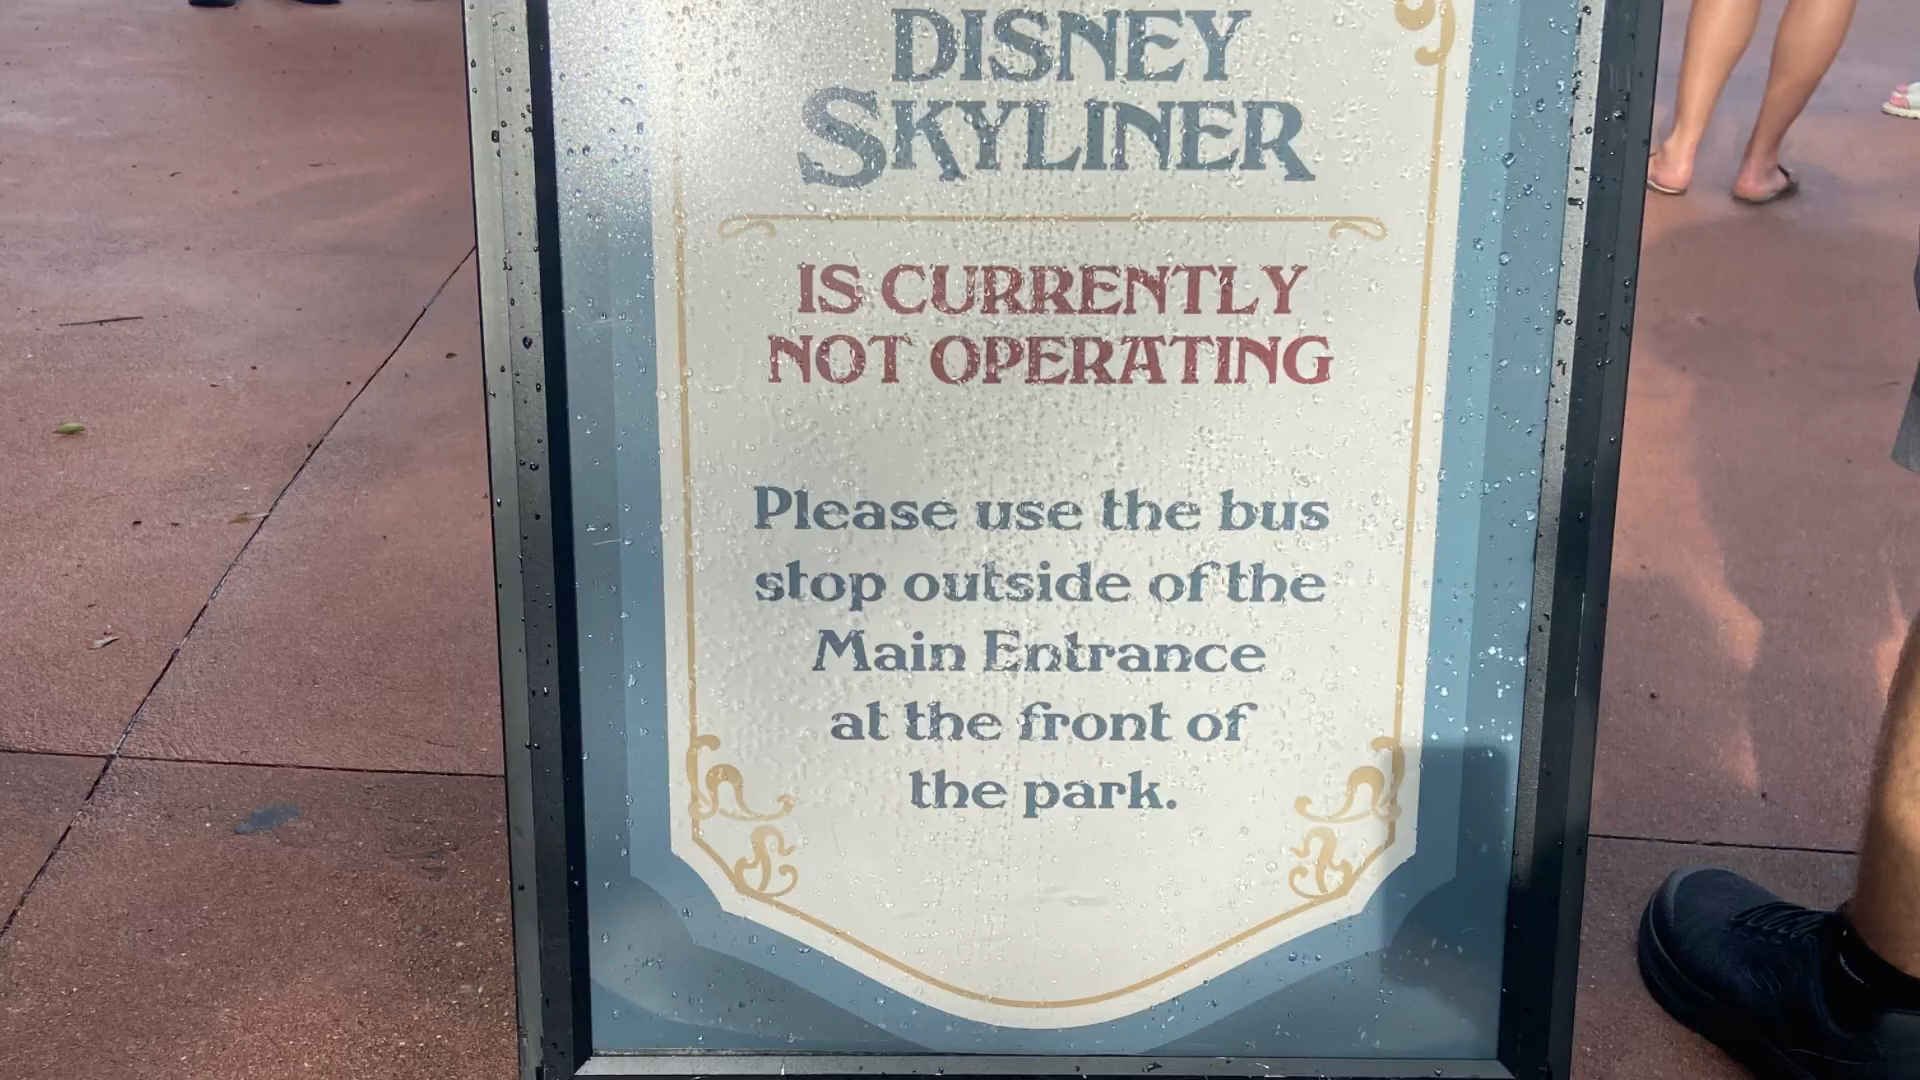 DISNEY
SKYLINER
IS CURRENTLY
NOT OPERATING
Please use the bus
stop outside of the
Main Entrance
at the front of
the park.